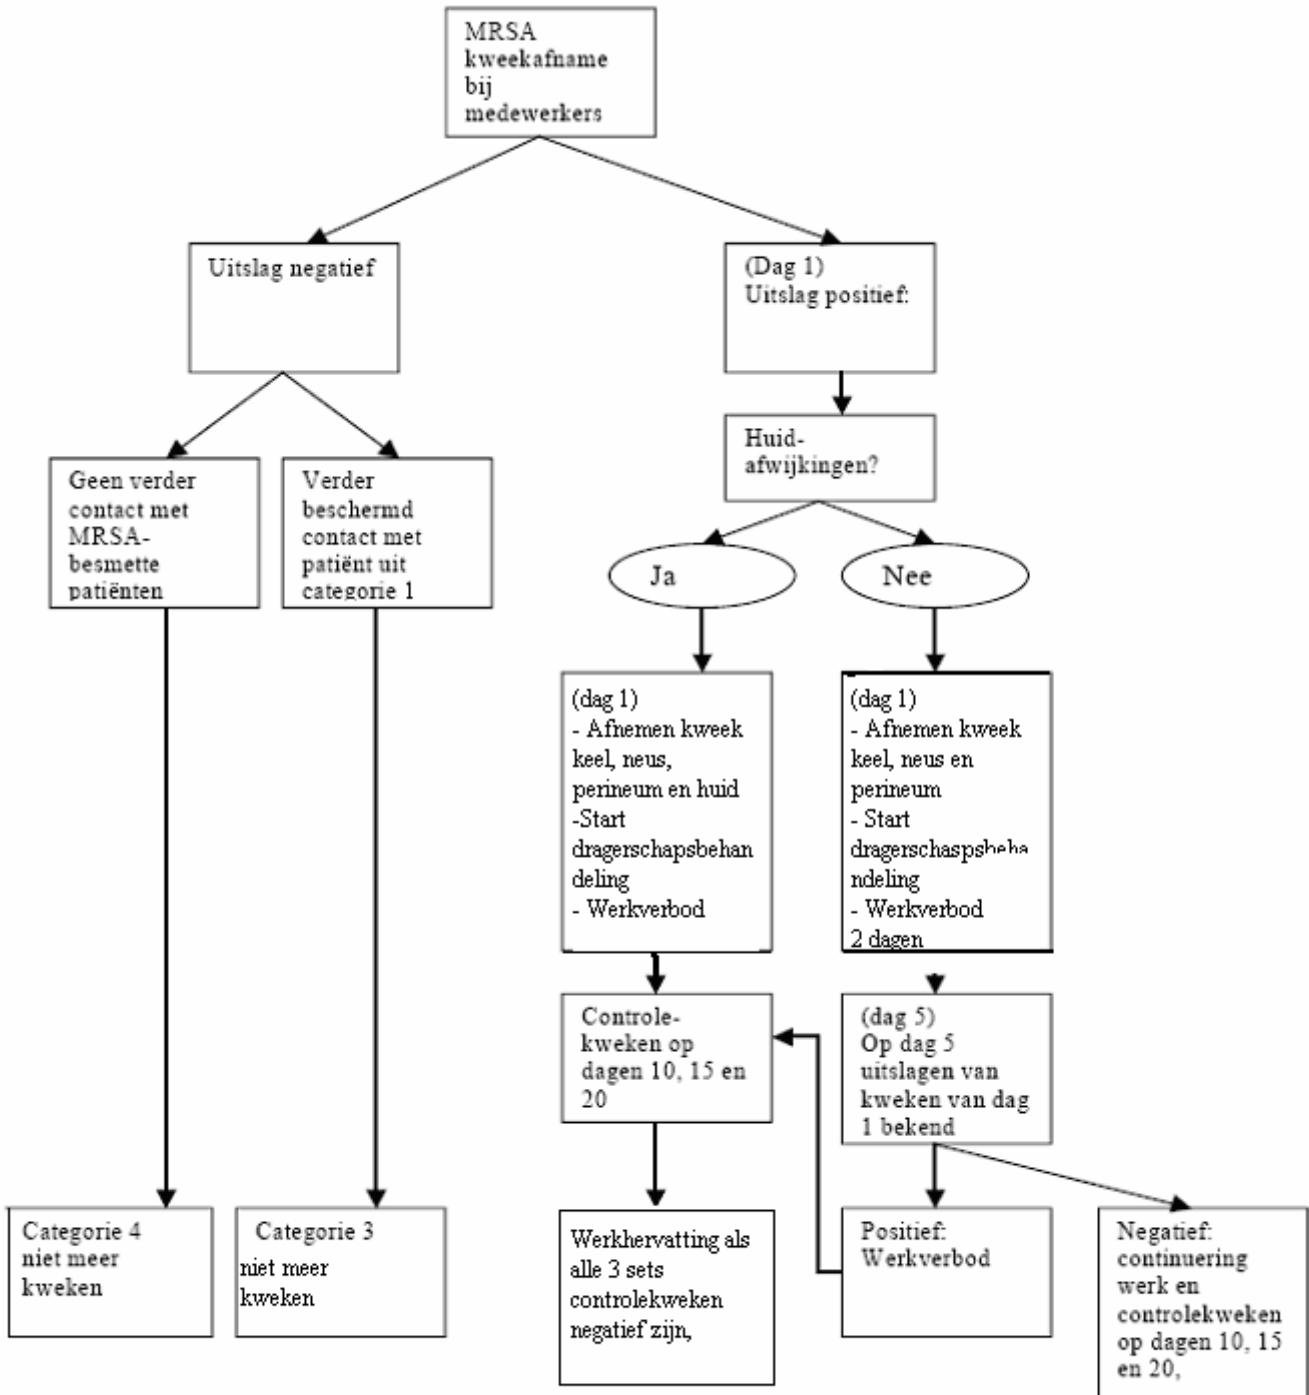 MRSA
kweekafname
bij
medewerkers
Uitslag negatief
(Dag 1)
Uitslag positief:
Huid-
afwijkingen?
Geen verder
contact met
MRSA-
besmette
patiënten
Verder
beschermd
contact met
patiënt uit
categorie 1
Ja
Nee
(dag 1)
- Afnemen kweek
keel, neus,
perineum en huid
-Start
dragerschapsbehan
deling
- Werkverbod
(dag 1)
- Afnemen kweek
keel, neus en
perineum
- Start
dragerschaspsbeha
ndeling
- Werkverbod
2 dagen
Controle-
kweken op
dagen 10, 15 en
20
(dag 5)
Op dag 5
uitslagen van
kweken van dag
1 bekend
Categorie 4
niet meer
kweken
Categorie 3
niet meer
kweken
Werkhervatting als
alle 3 sets
controlekweken
negatief zijn,
Positief:
Werkverbod
Negatief:
continuering
werk en
controlekweken
op dagen 10, 15
en 20,